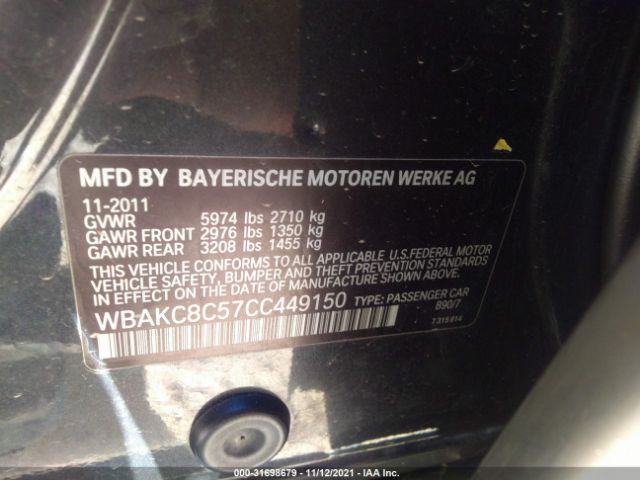 MFD BY BAYERISCHE MOTOREN WERKE AG
11-2011
GVWR 5974 lbs 2710 kg
GAWR FRONT 2976 lbs 1350 kg
GAWR REAR 3208 lbs 1455 kg
THIS VEHICLE CONFORMS TO ALL APPLICABLE U.S.FEDERAL MOTOR
VEHICLE SAFETY, BUMPER AND THEFT PREVENTION STANDARDS
IN EFFECT ON THE DATE OF MANUFACTURE SHOWN ABOVE.
WBAKC8C57CC449150 TYPE: PASSENGER CAR
890/7
7 315 814
000-31698679 - 11/12/2021 - IAA Inc.